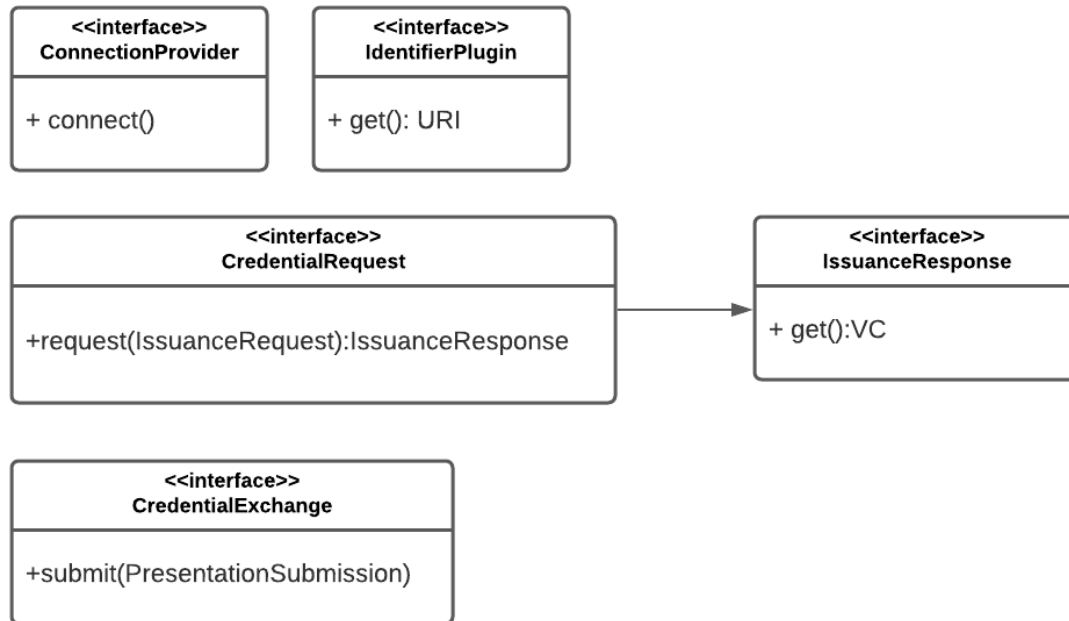 <<interface>>
ConnectionProvider
+ connect()
<<interface>>
IdentifierPlugin
+ get(): URI
<<interface>>
CredentialRequest
+request(IssuanceRequest):IssuanceResponse
<<interface>>
IssuanceResponse
+ get():VC
<<interface>>
CredentialExchange
+submit(PresentationSubmission)